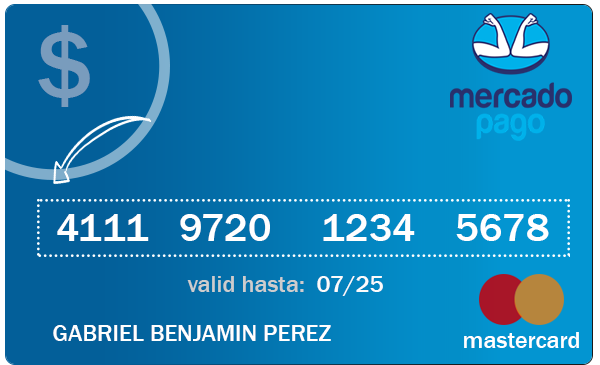 $
mercado
pago
4111 9720 1234 5678
valid hasta: 07/25
GABRIEL BENJAMIN PEREZ
mastercard